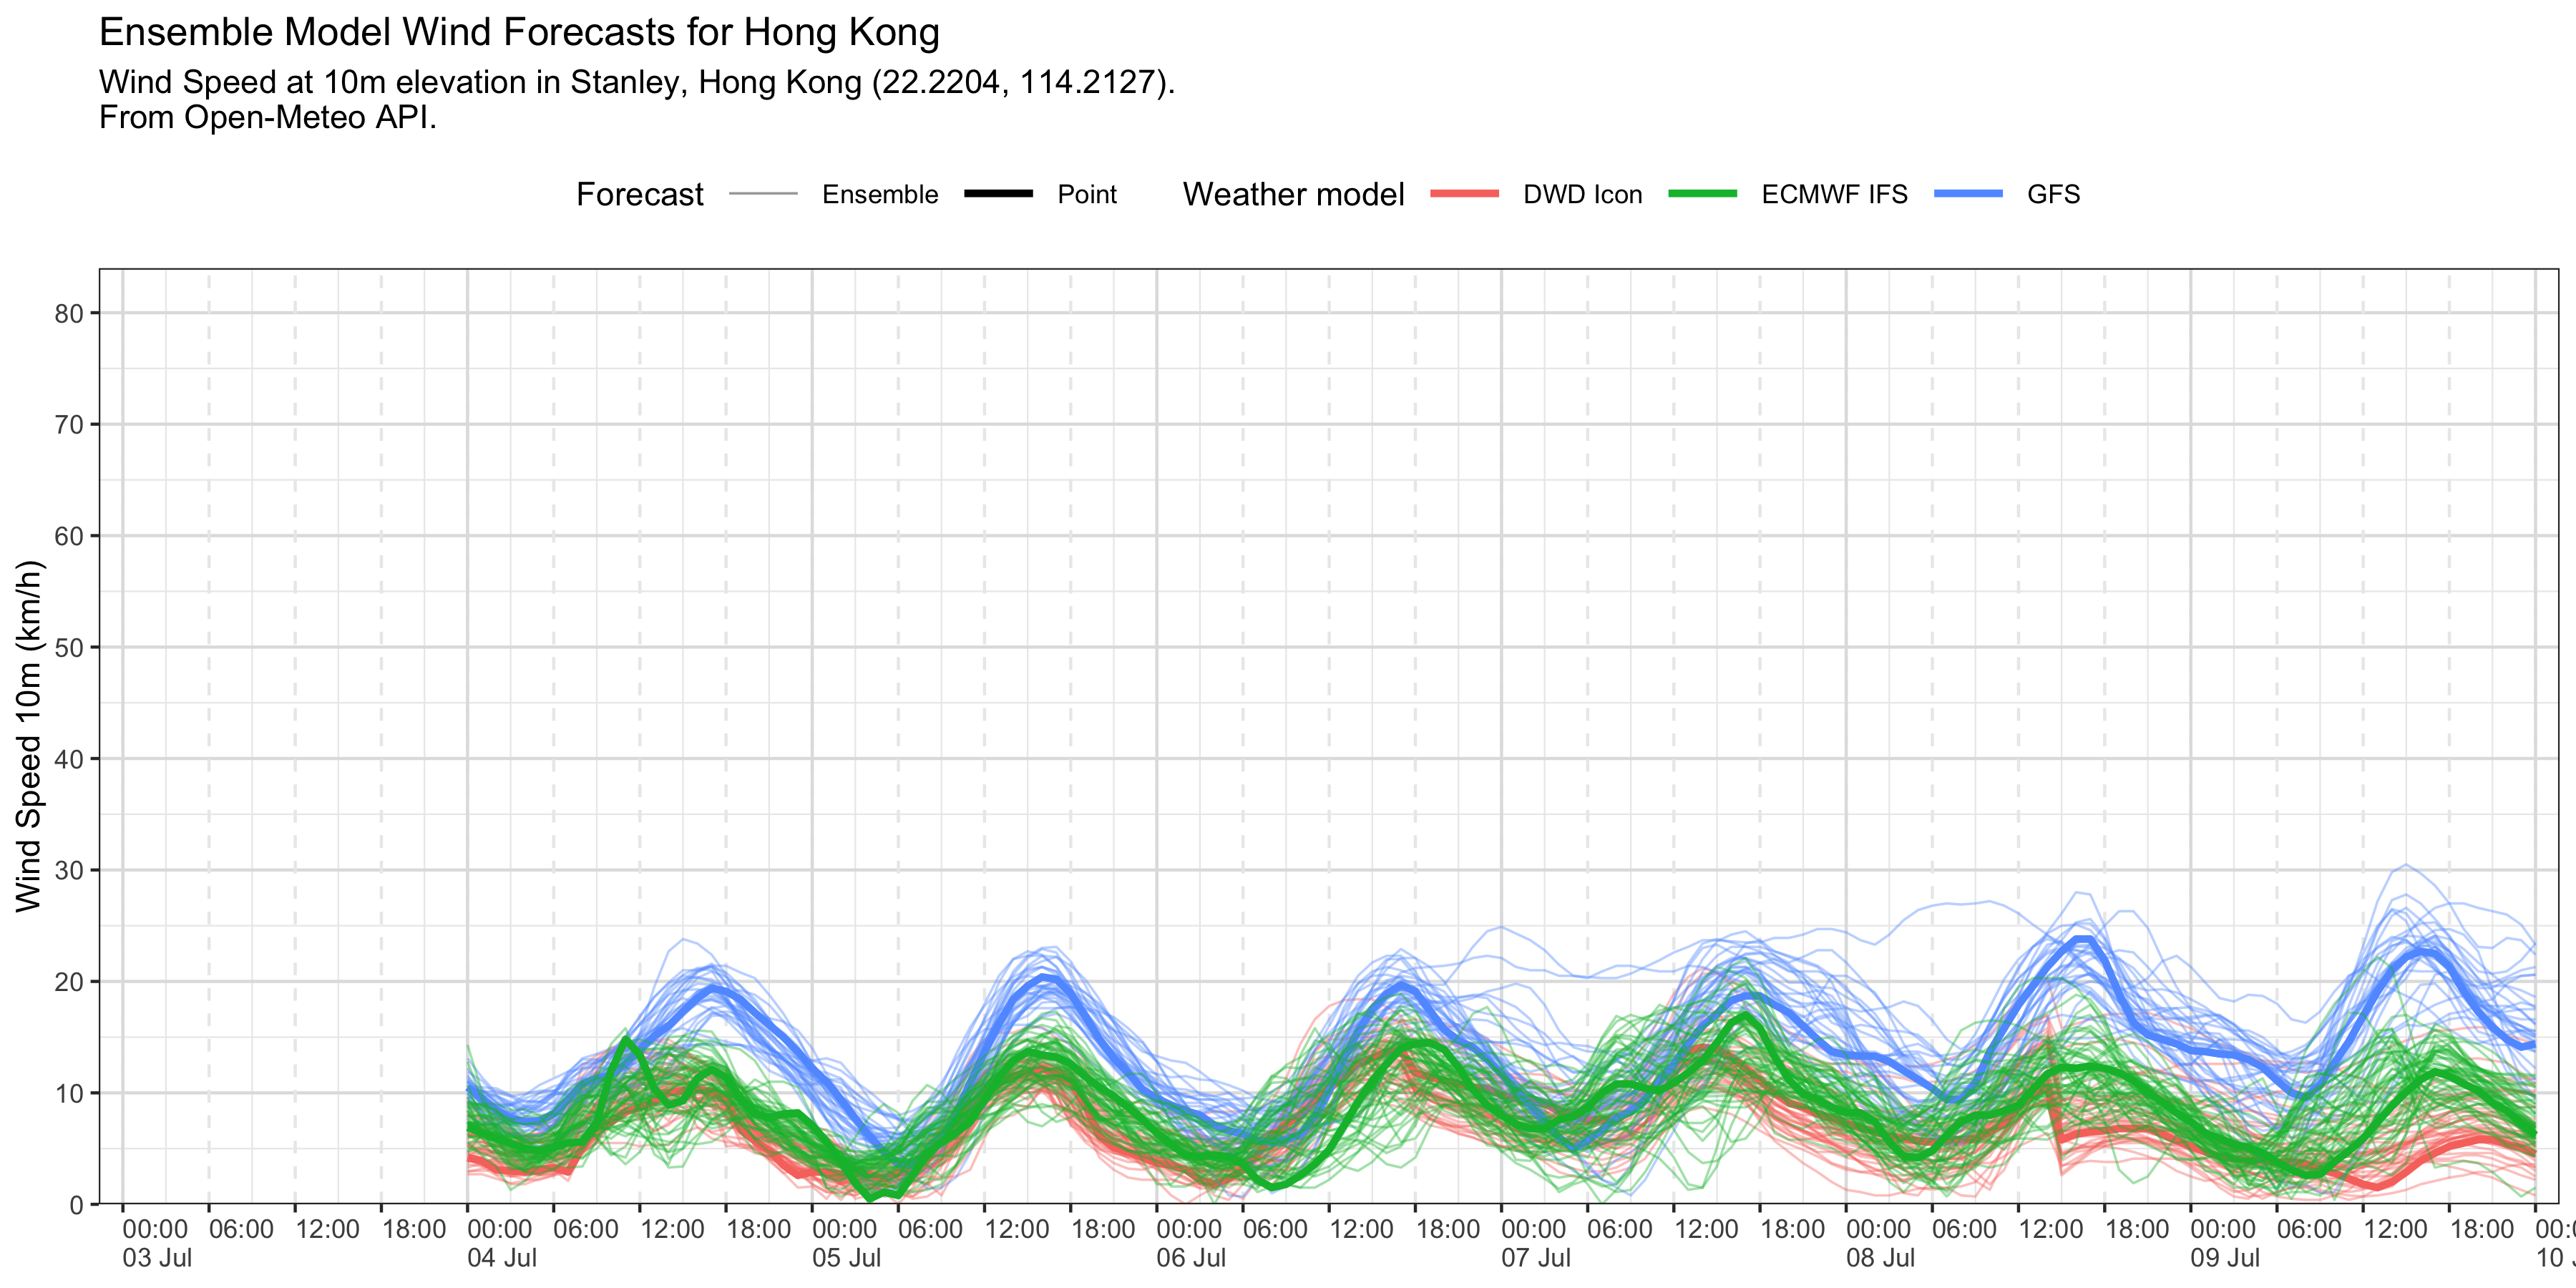 Ensemble Model Wind Forecasts for Hong Kong
Wind Speed at 10m elevation in Stanley, Hong Kong (22.2204, 114.2127).
From Open-Meteo API.
Forecast Ensemble Point Weather model DWD Icon ECMWF IFS GFS
Wind Speed 10m (km/h)
80
70
60
50
40
30
20
10
0
00:00 06:00 12:00 18:00 00:00 06:00 12:00 18:00 00:00 06:00 12:00 18:00 00:00 06:00 12:00 18:00 00:00 06:00 12:00 18:00 00:00 06:00 12:00 18:00 00:00 06:00 12:00 18:00 00:0
03 Jul 04 Jul 05 Jul 06 Jul 07 Jul 08 Jul 09 Jul 10